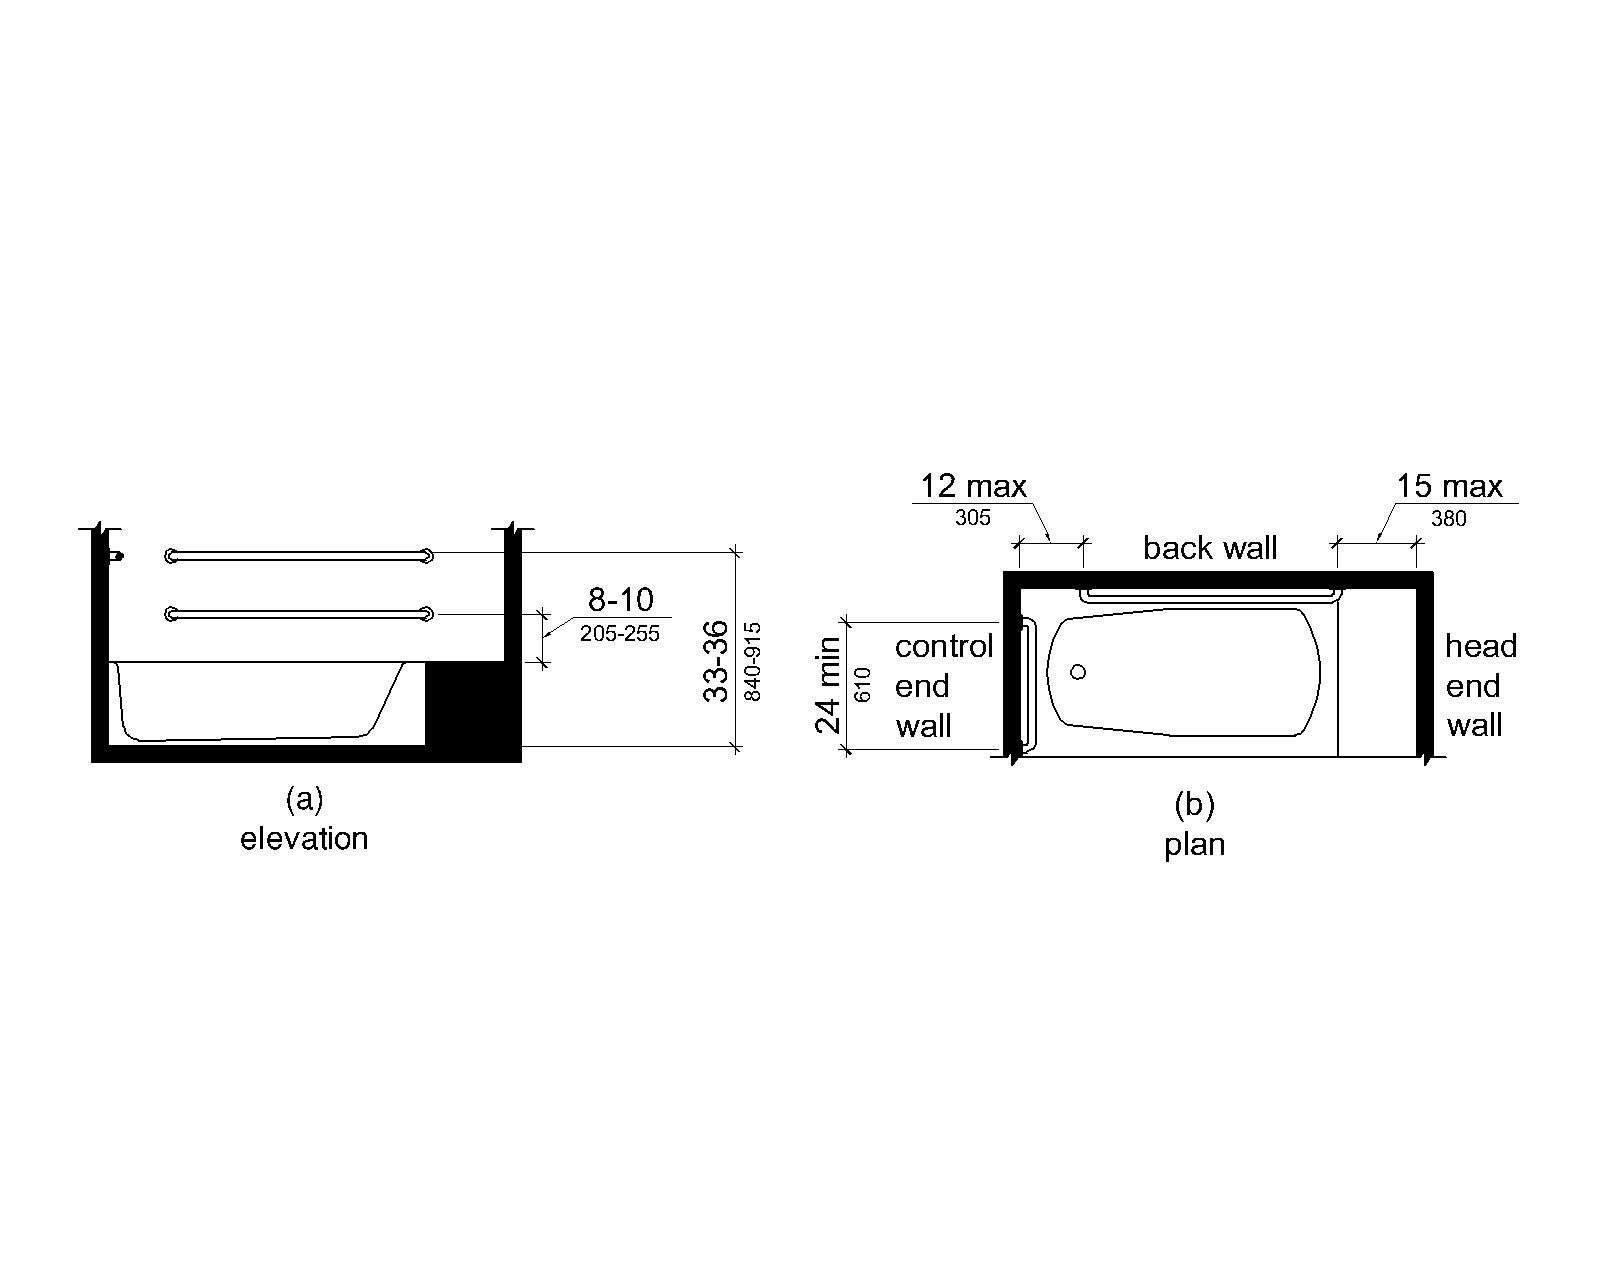 8-10
205-255
33-36
840-915
(a)
elevation
12 max
305
15 max
380
back wall
24 min
610
control
end
wall
head
end
wall
(b)
plan